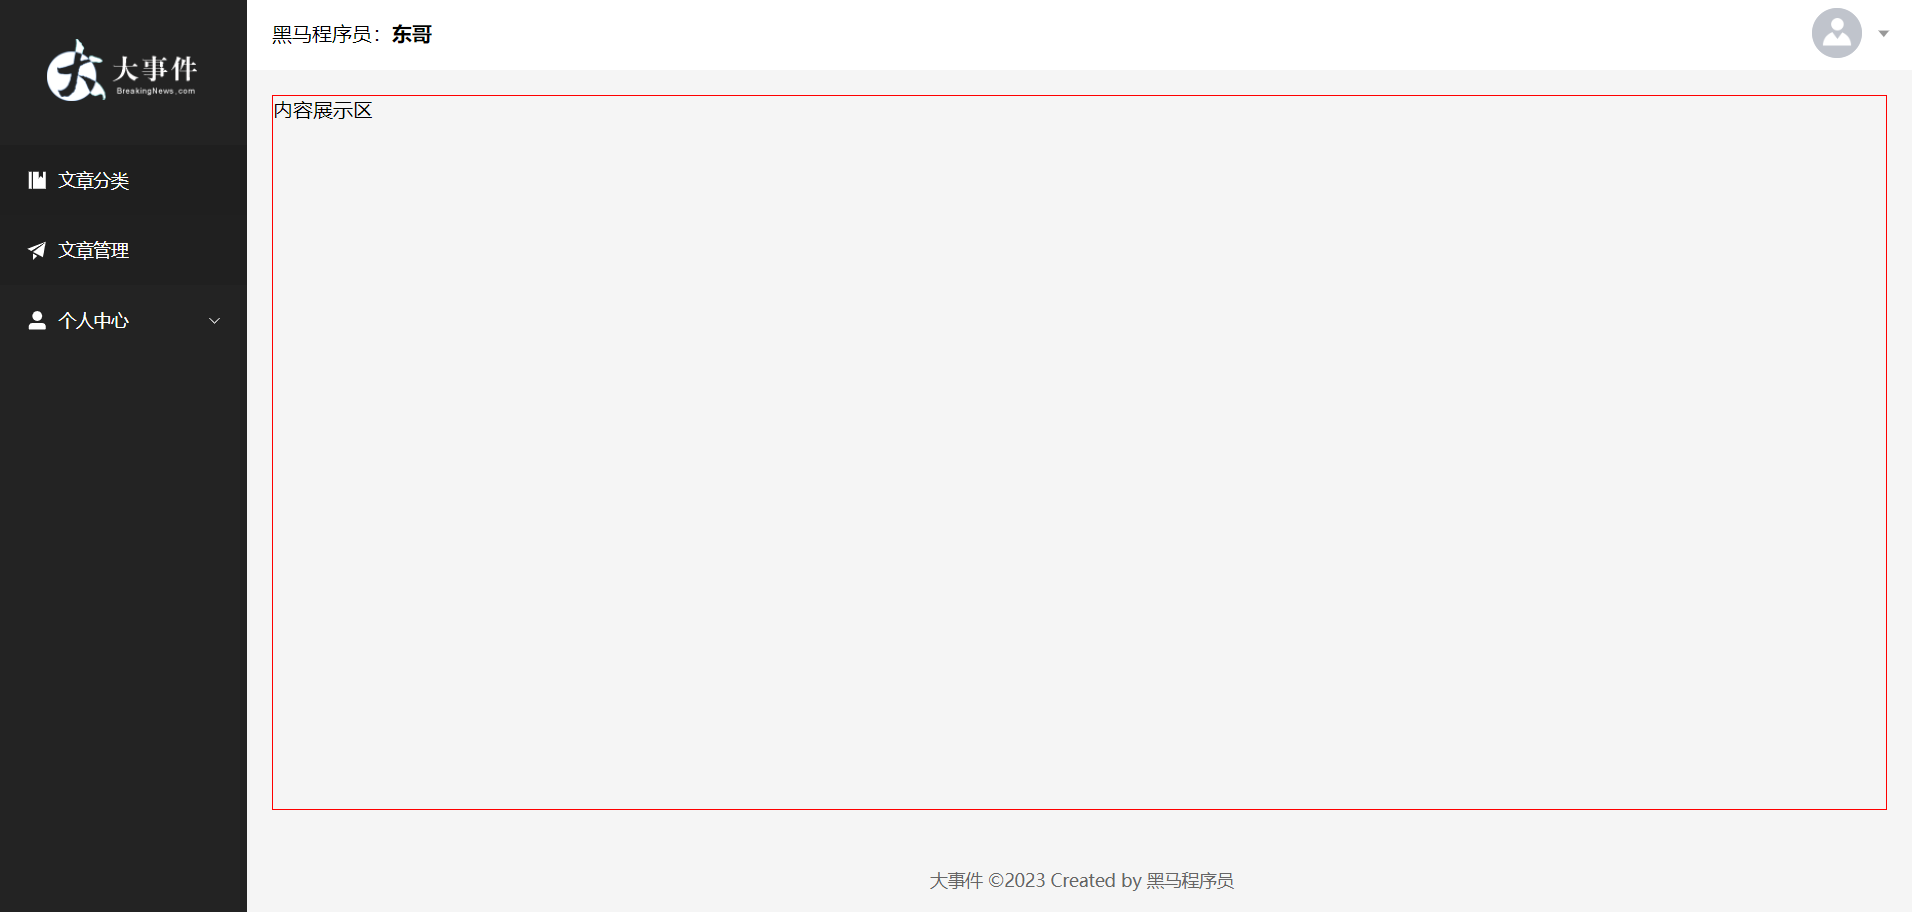 大事件
BreakingNews.com
文章分类
文章管理
个人中心
黑马程序员：东哥
内容展示区
大事件 ©2023 Created by 黑马程序员